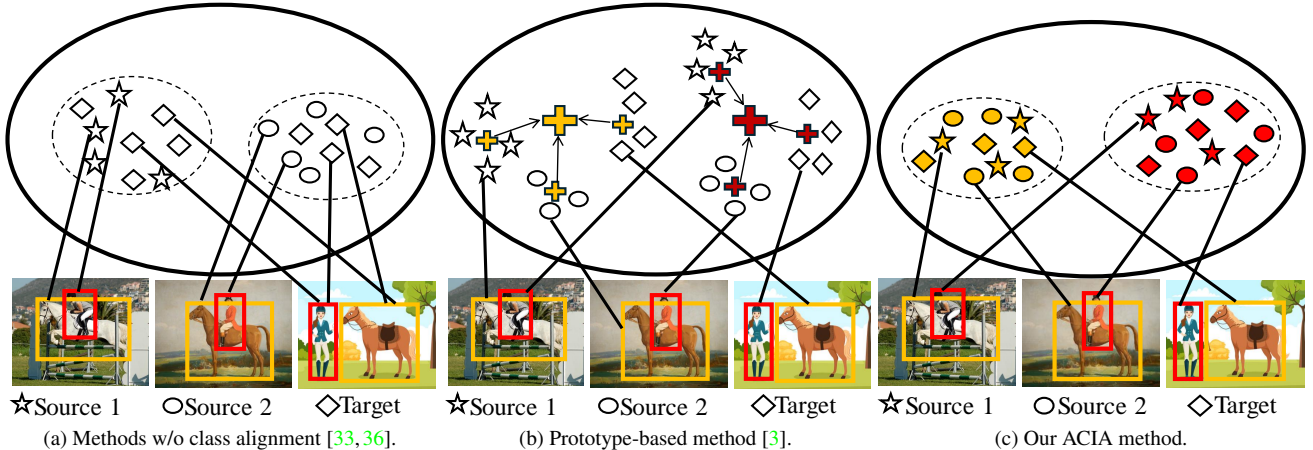 Source 1 Source 2 Target Source 1 Source 2 Target Source 1 Source 2 Target
(a) Methods w/o class alignment [33, 36]. (b) Prototype-based method [3]. (c) Our ACIA method.